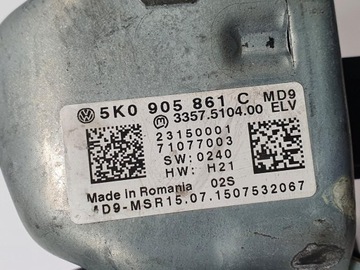 5K0 905 861 C MD9
3357.5104.00 ELV
23150001
71077003
SW: 0240
HW: H21
Made in Romania 02S
MD9-MSR15.07.1507532067